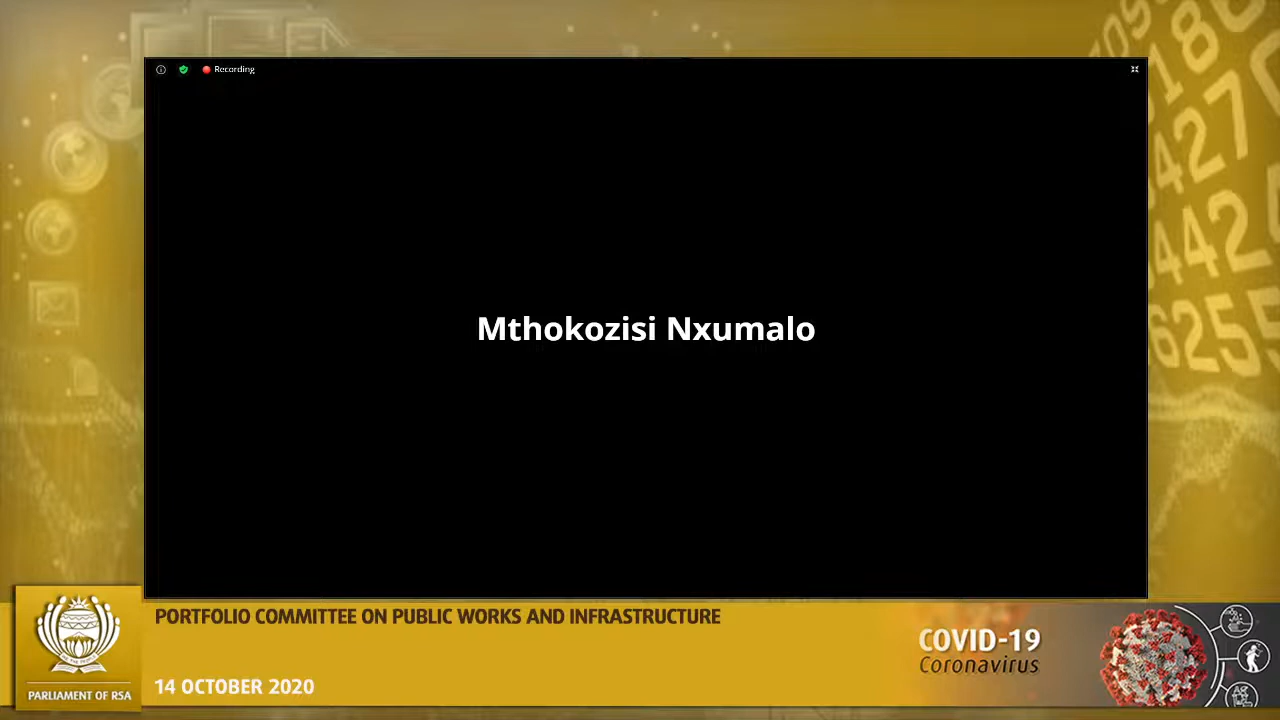 Recording
Mthokozisi Nxumalo
PORTFOLIO COMMITTEE ON PUBLIC WORKS AND INFRASTRUCTURE
14 OCTOBER 2020
PARLIAMENT OF RSA
COVID-19
Coronavirus